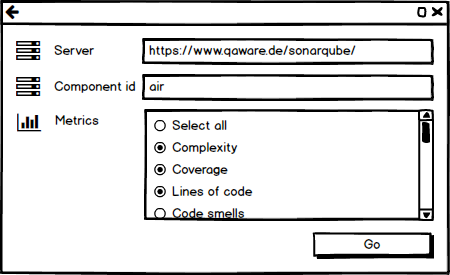 Server
https://www.qaware.de/sonarqube/
Component id
air
Metrics
Select all
Complexity
Coverage
Lines of code
Code smells
Go